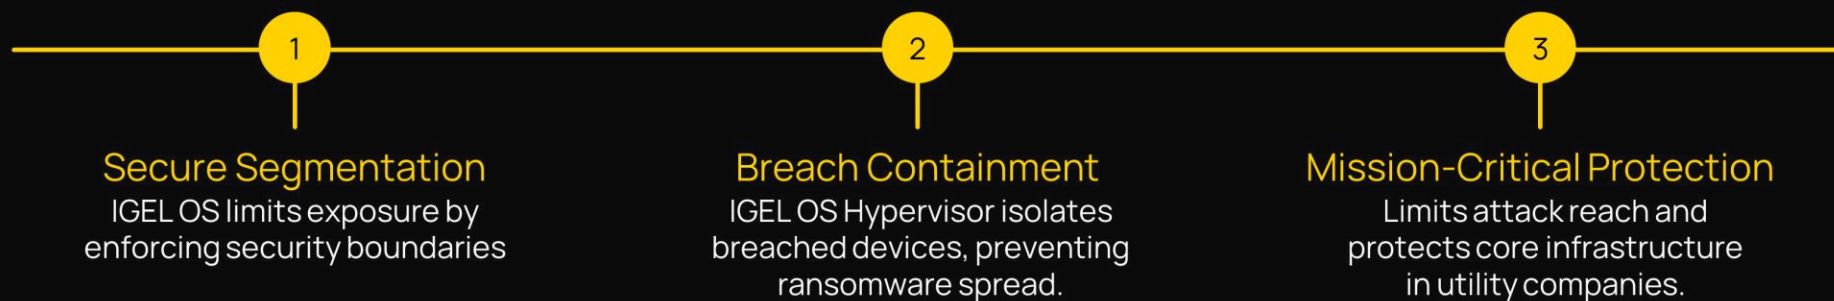 1
2
3
Secure Segmentation
IGEL OS limits exposure by
enforcing security boundaries
Breach Containment
IGEL OS Hypervisor isolates
breached devices, preventing
ransomware spread.
Mission-Critical Protection
Limits attack reach and
protects core infrastructure
in utility companies.